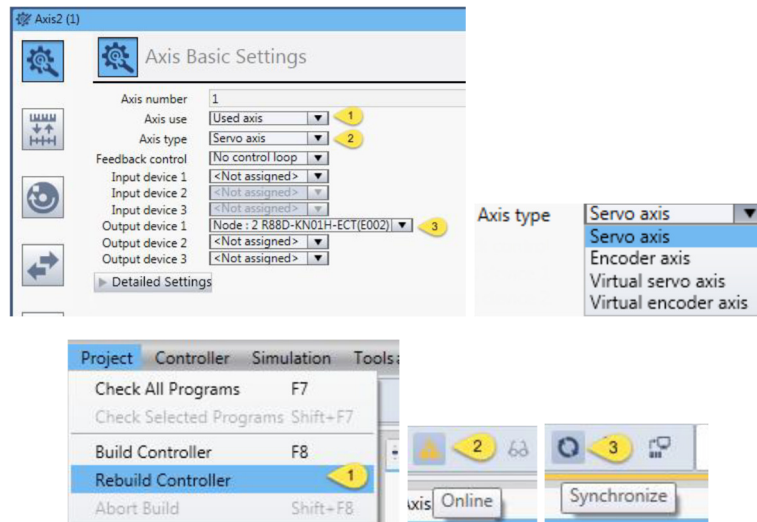 Axis2 (1)
Axis Basic Settings
Axis number 1
Axis use Used axis 1
Axis type Servo axis 2
Feedback control No control loop
Input device 1 <Not assigned>
Input device 2 <Not assigned>
Input device 3 <Not assigned>
Output device 1 Node : 2 R88D-KN01H-ECT(E002) 3
Output device 2 <Not assigned>
Output device 3 <Not assigned>
Detailed Settings
Axis type Servo axis
Servo axis
Encoder axis
Virtual servo axis
Virtual encoder axis
Project Controller Simulation Tools
Check All Programs F7
Check Selected Programs Shift+F7
Build Controller F8
Rebuild Controller 1
Abort Build Shift+F8
2
Axis Online
3
Synchronize